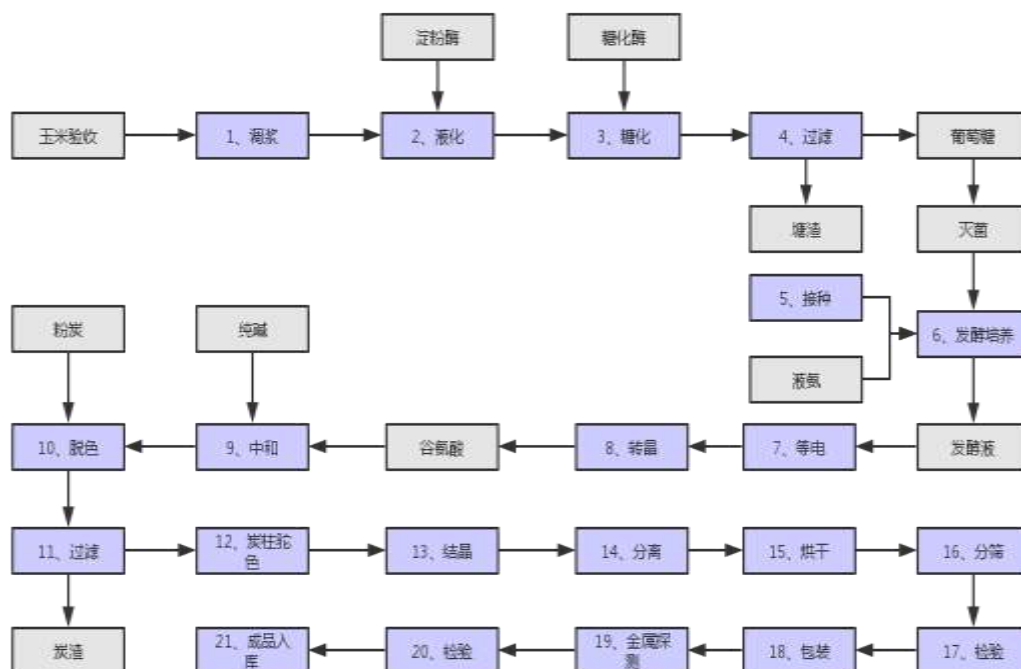 淀粉酶
糖化酶
玉米验收
1、调浆
2、液化
3、糖化
4、过滤
葡萄糖
塘渣
灭菌
5、接种
粉炭
纯碱
6、发酵培养
液氨
10、脱色
9、中和
谷氨酸
8、转晶
7、等电
发酵液
11、过滤
12、炭柱脱
色
13、结晶
14、分离
15、烘干
16、分筛
炭渣
21、成品入
库
20、检验
19、金属探
测
18、包装
17、检验